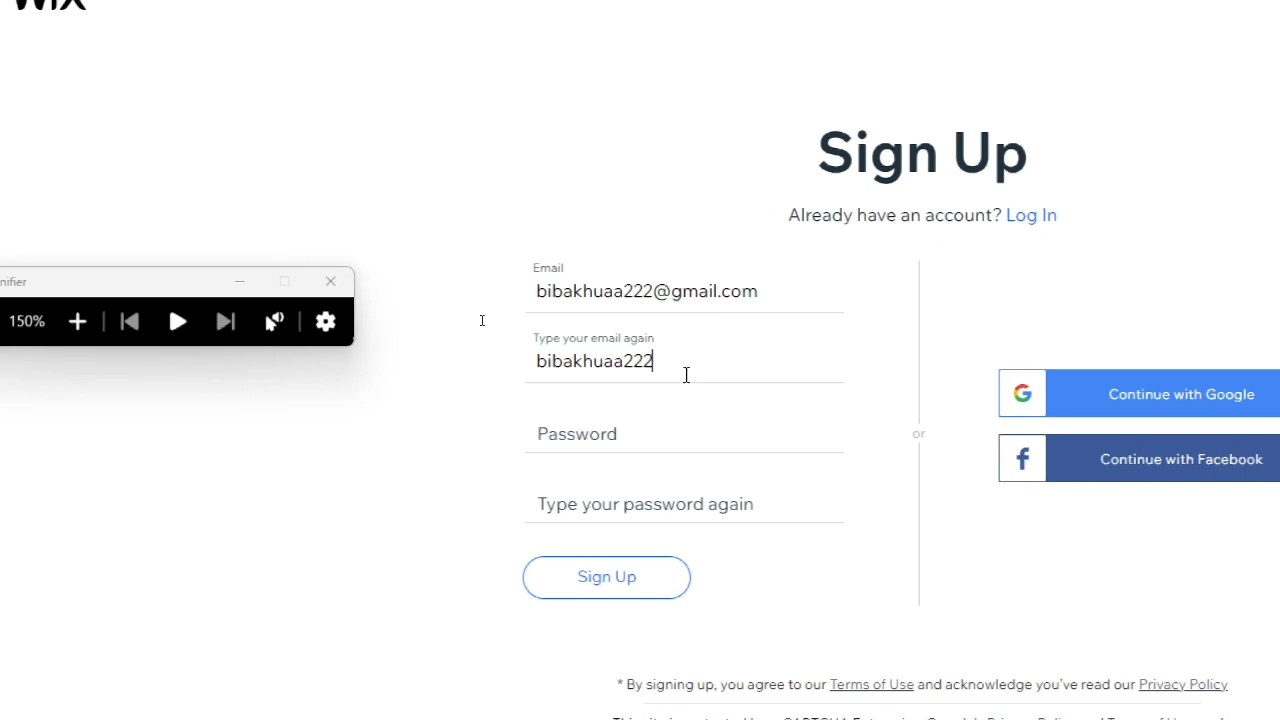 Wix
Sign Up
Already have an account? Log In
nifier
150%
Email
bibakhuaa222@gmail.com
Type your email again
bibakhuaa222
Password
Type your password again
Sign Up
or
Continue with Google
Continue with Facebook
* By signing up, you agree to our Terms of Use and acknowledge you've read our Privacy Policy